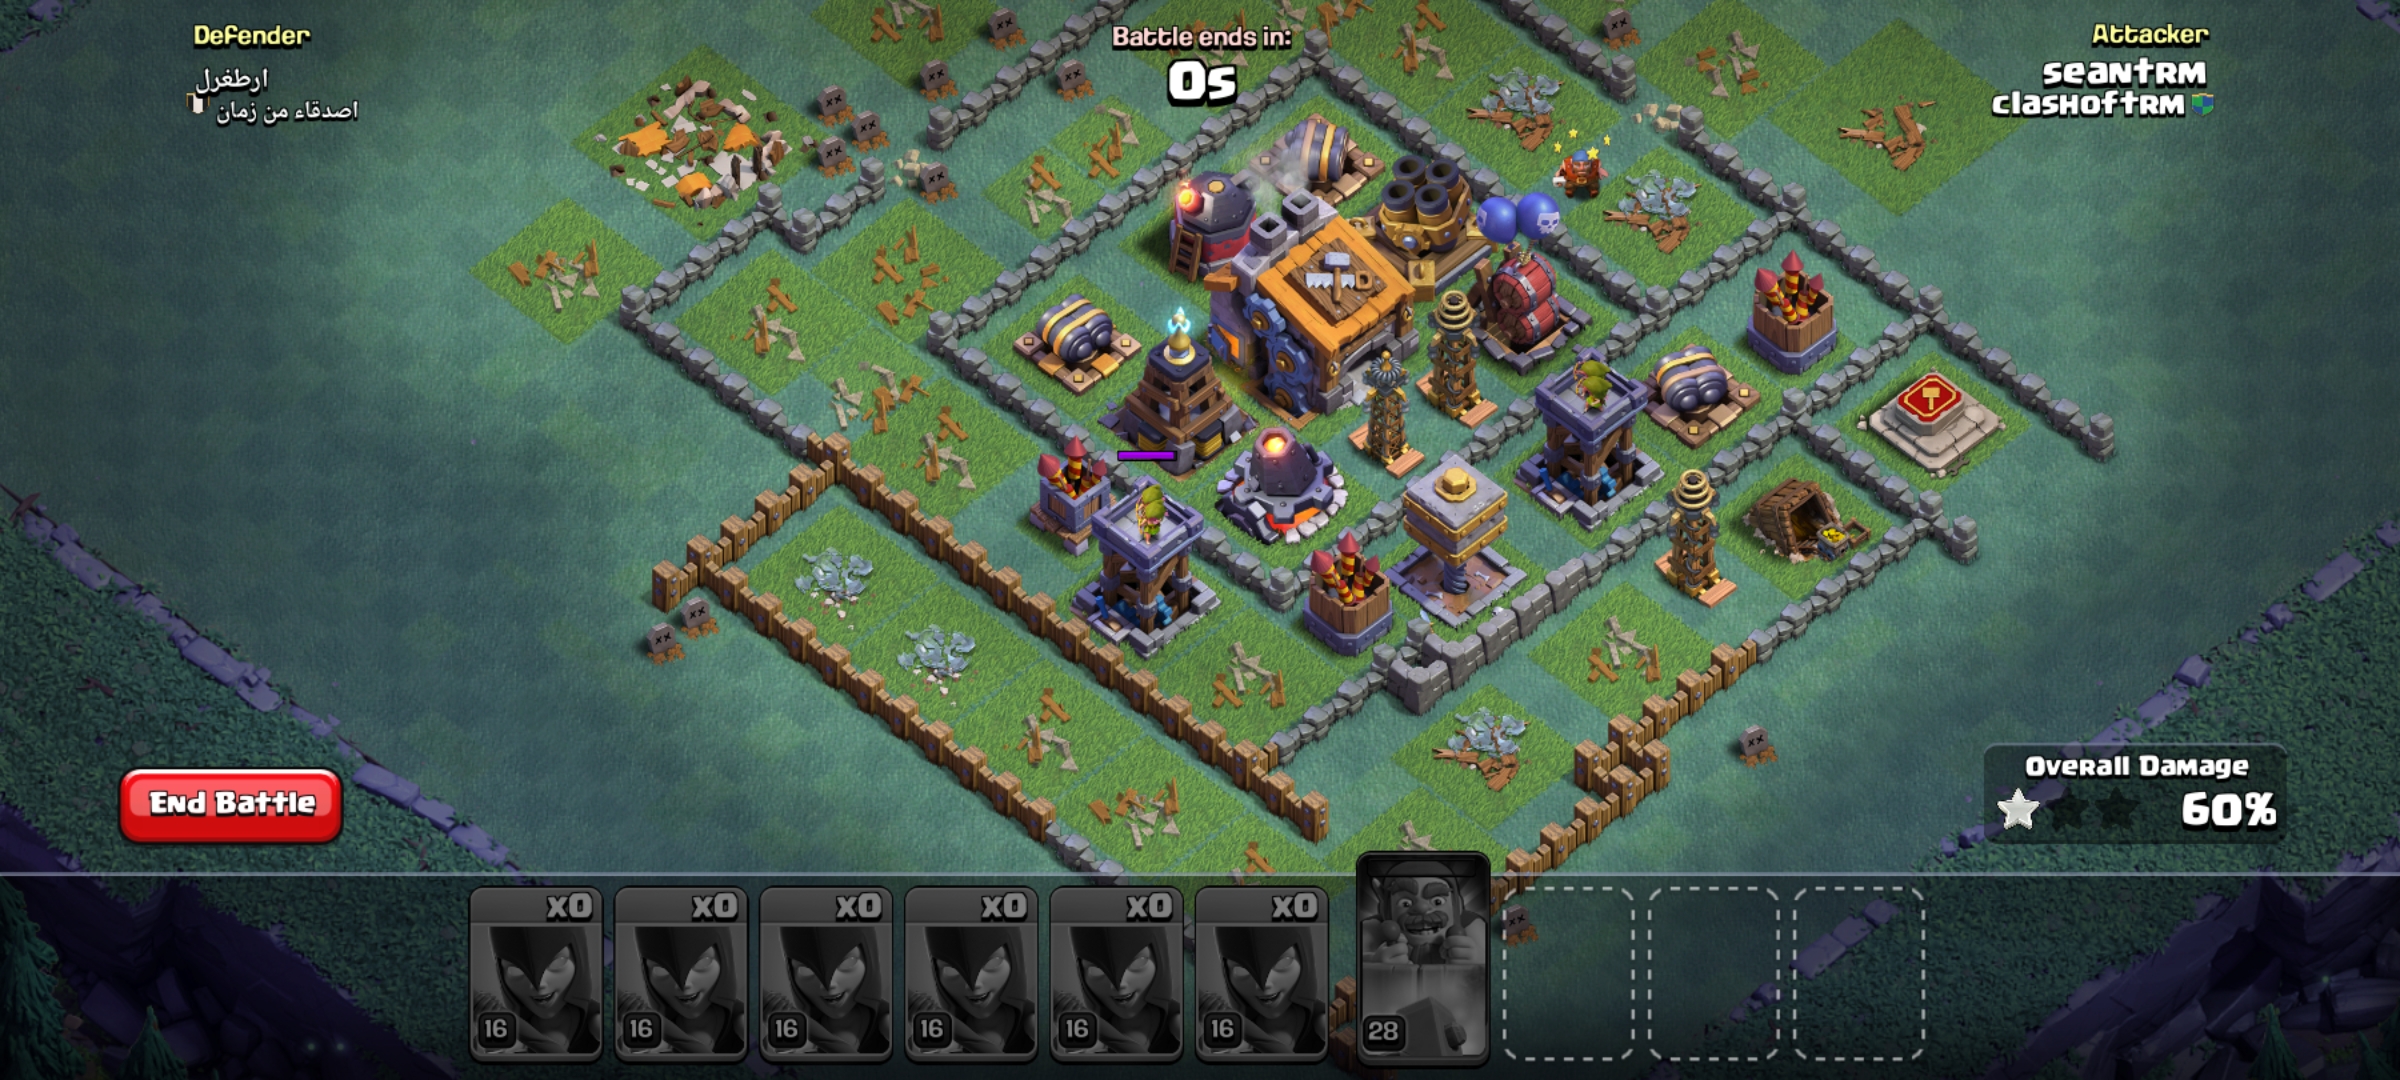 Defender
ارطغرل
اصدقاء من زمان
Battle ends in:
0s
Attacker
seantRM
clashoftRM
End Battle
Overall Damage
60%
x0 x0 x0 x0 x0 x0
16 16 16 16 16 16 28